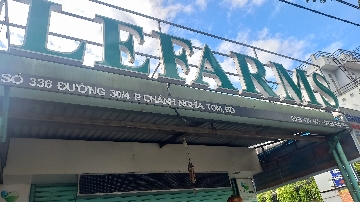 LEFARMS
SỐ 336 ĐƯỜNG 30/4 P. CHÁNH NGHĨA TDM, BD